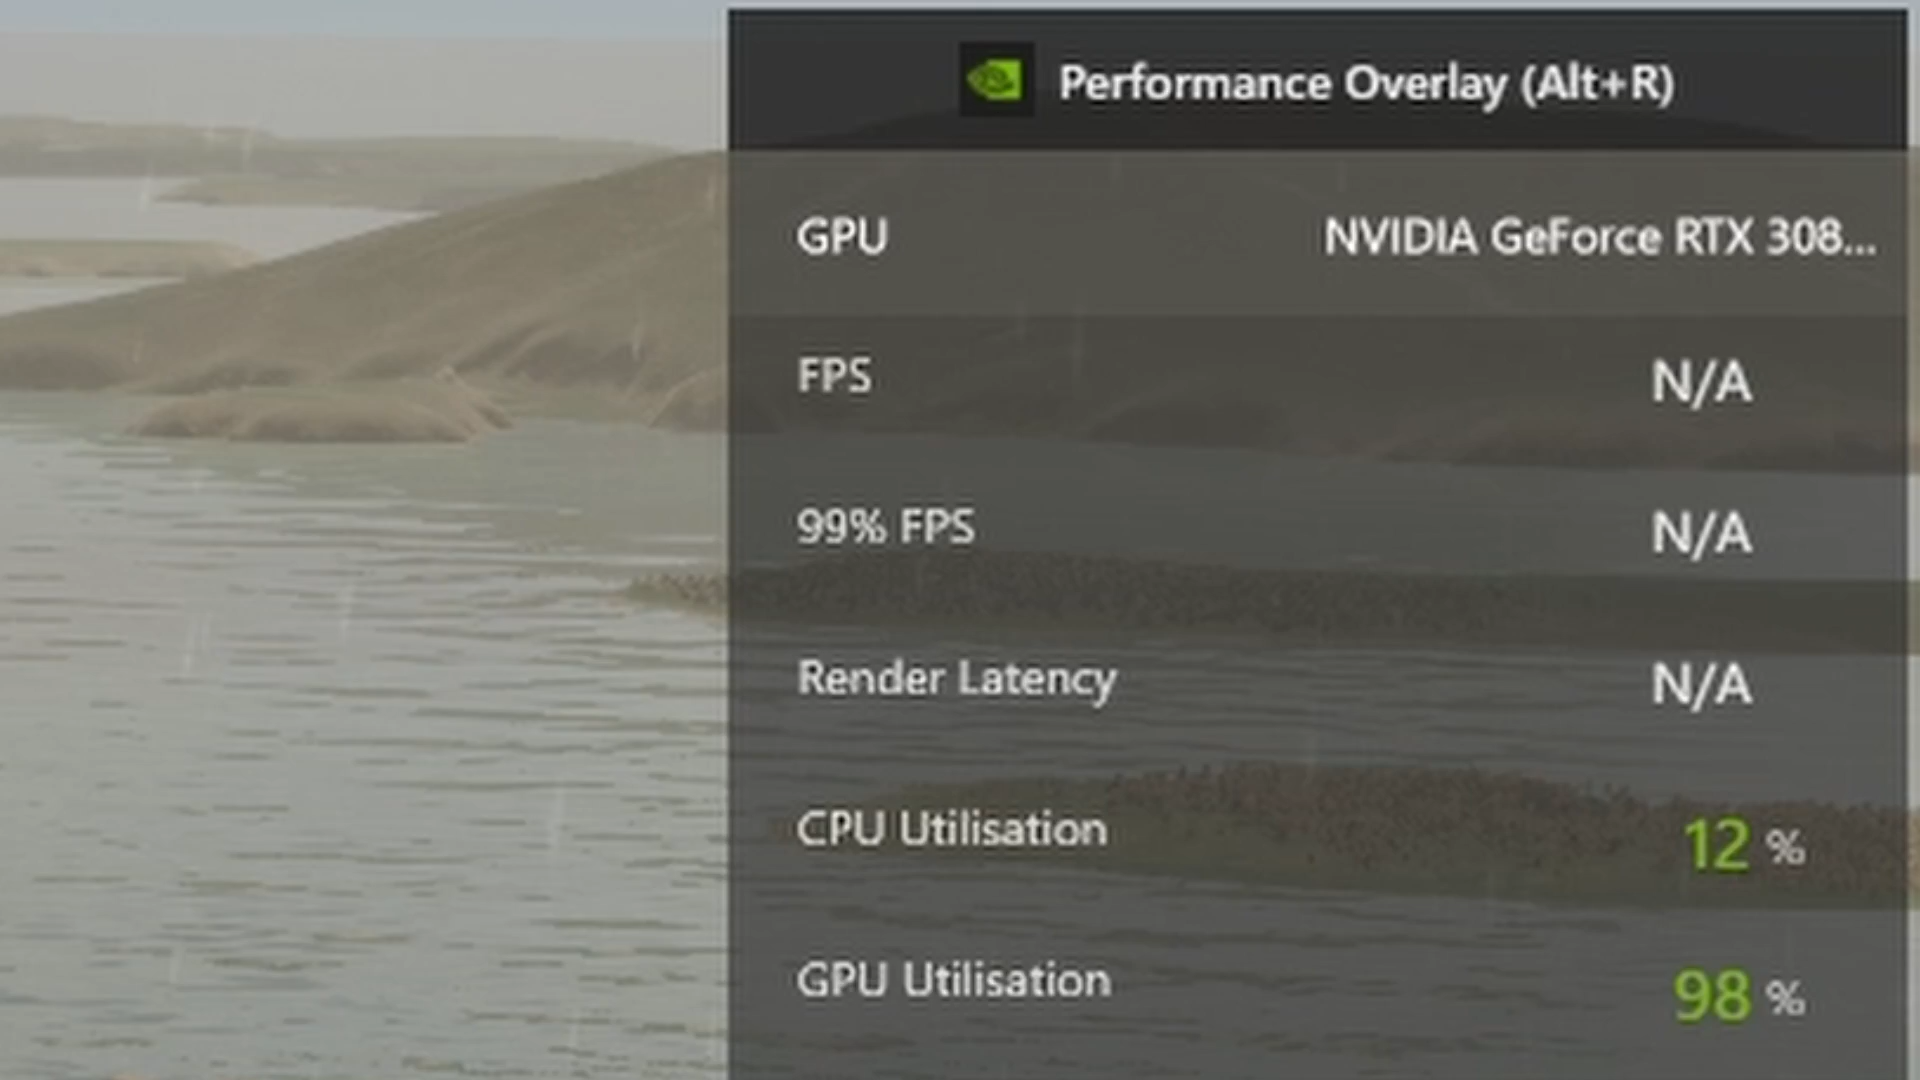 Performance Overlay (Alt+R)
GPU NVIDIA GeForce RTX 308...
FPS N/A
99% FPS N/A
Render Latency N/A
CPU Utilisation 12 %
GPU Utilisation 98 %